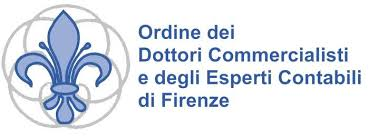 Ordine dei
Dottori Commercialisti
e degli Esperti Contabili
di Firenze